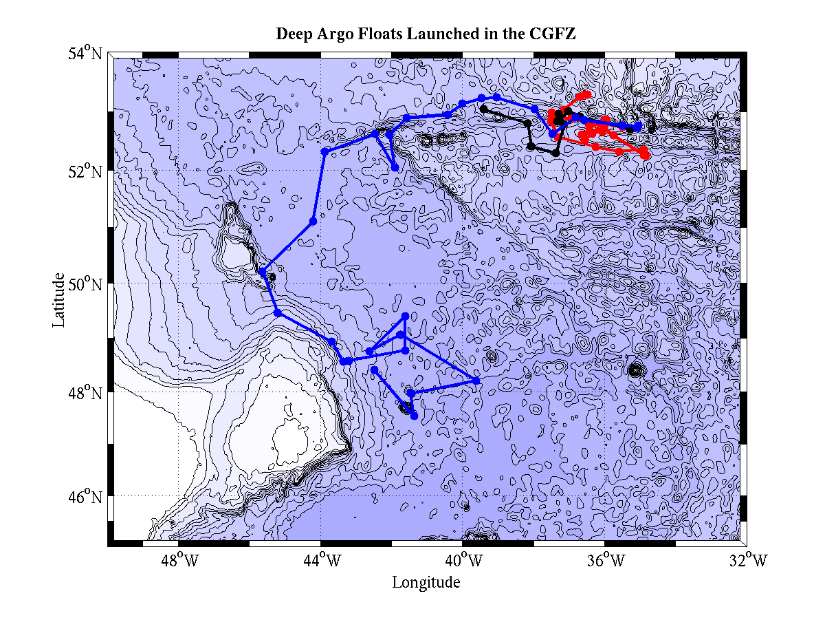 Deep Argo Floats Launched in the CGFZ
54°N
52°N
50°N
48°N
46°N
Latitude
48°W
44°W
40°W
36°W
32°W
Longitude